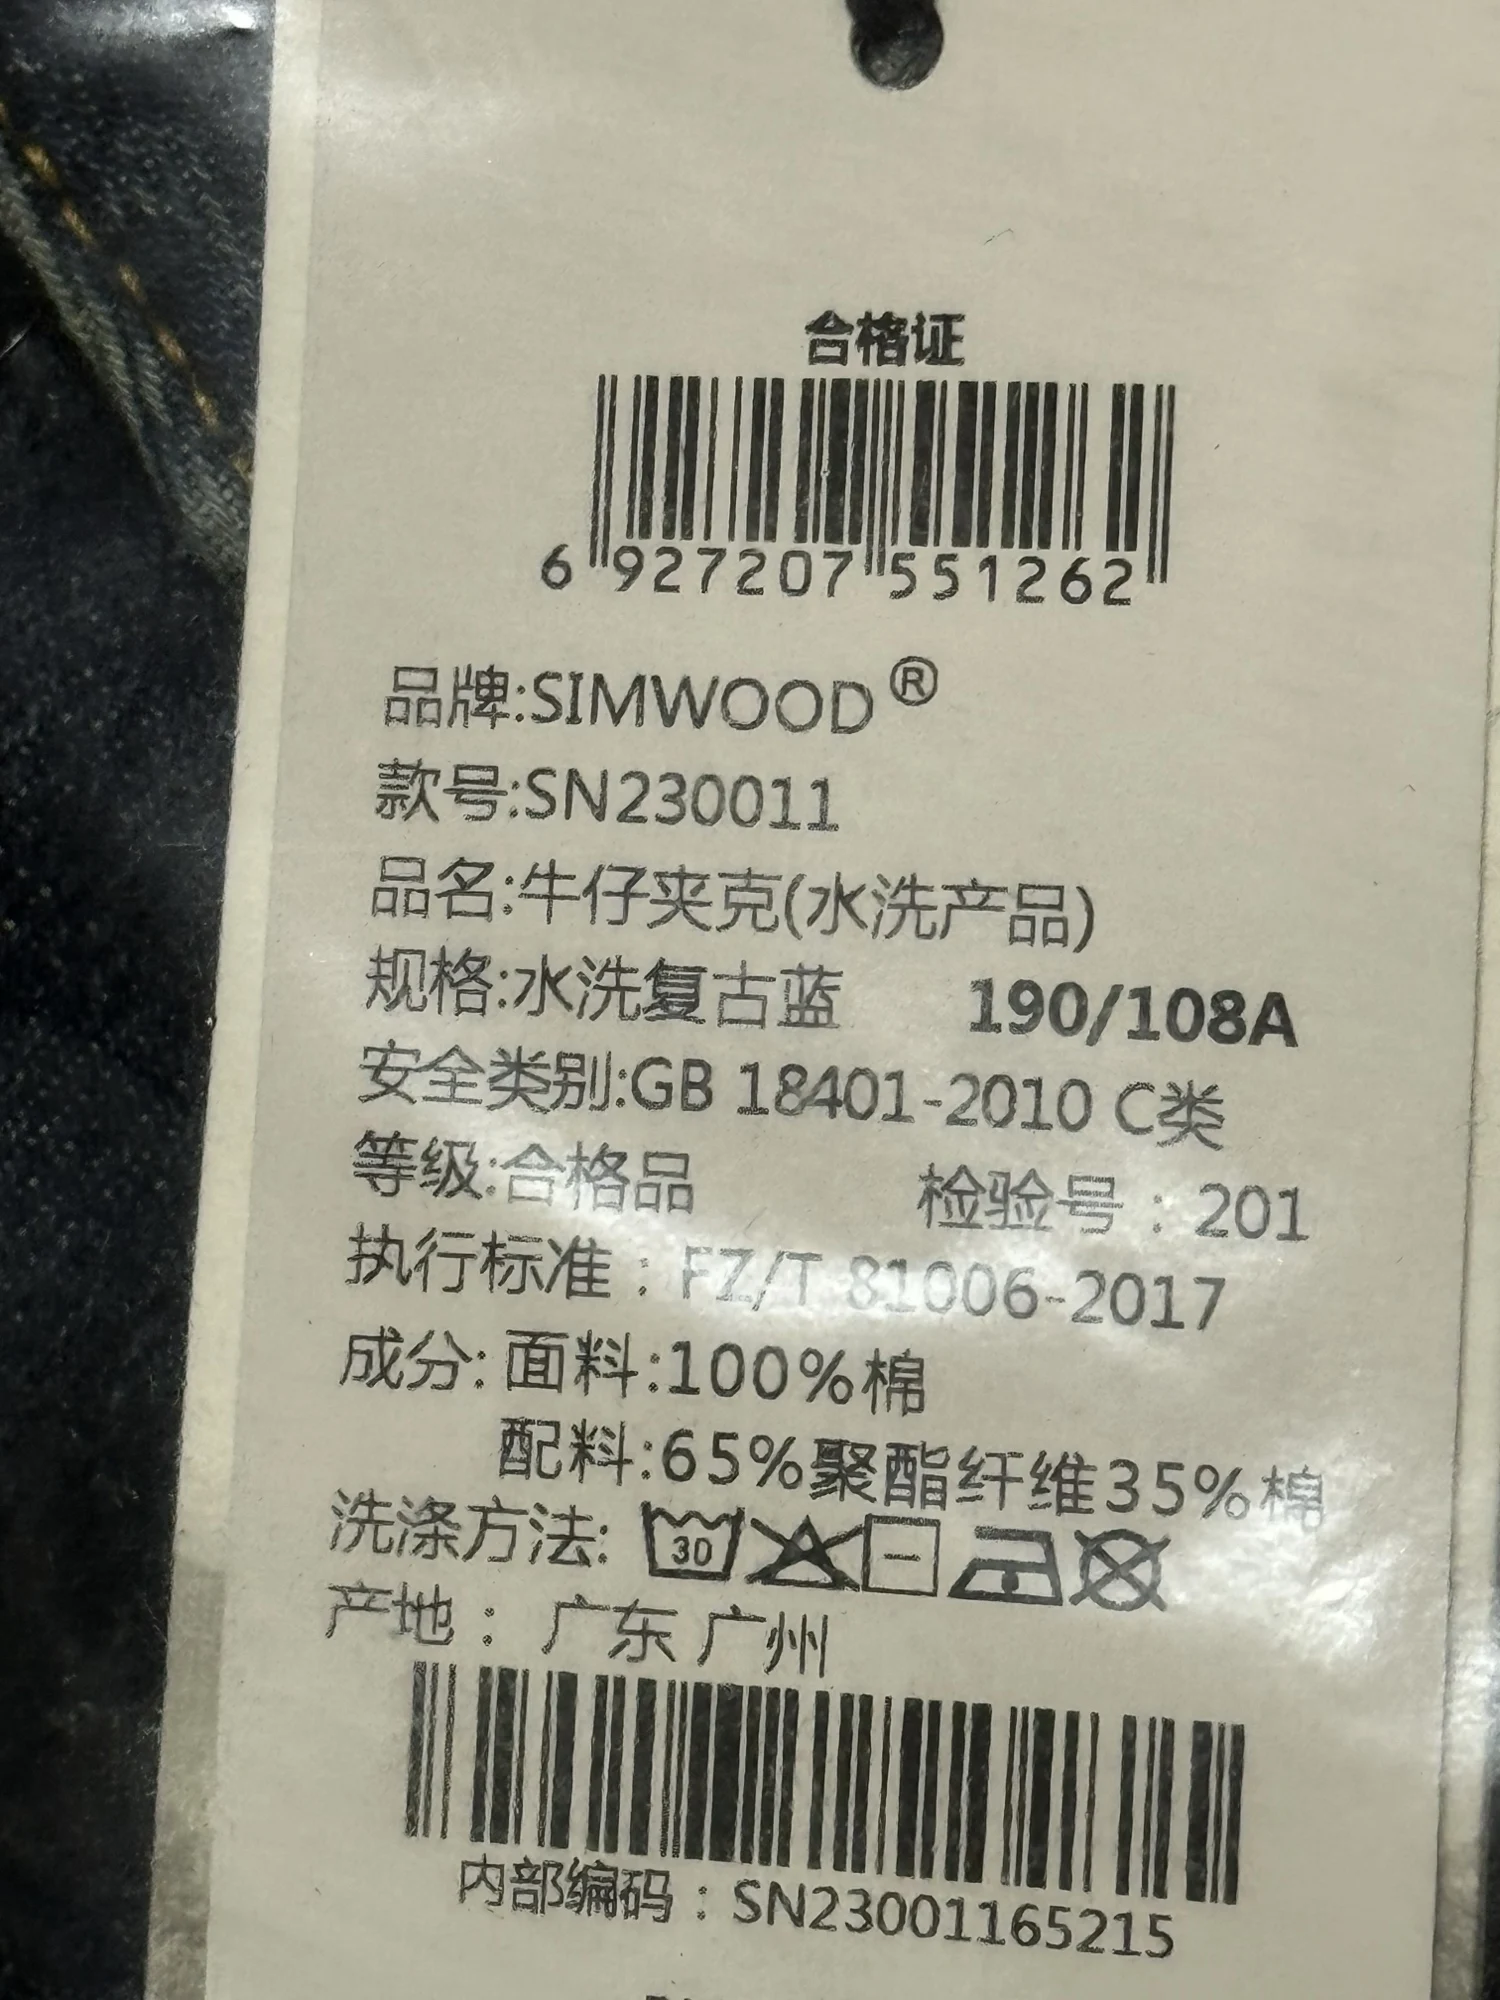 合格证
6 927207 551262
品牌:SIMWOOD®
款号:SN230011
品名:牛仔夹克(水洗产品)
规格:水洗复古蓝 190/108A
安全类别:GB 18401-2010 C类
等级:合格品 检验号：201
执行标准：FZ/T 81006-2017
成分: 面料:100%棉
配料:65%聚酯纤维35%棉
洗涤方法: 30
产地： 广东 广州
内部编码：SN23001165215